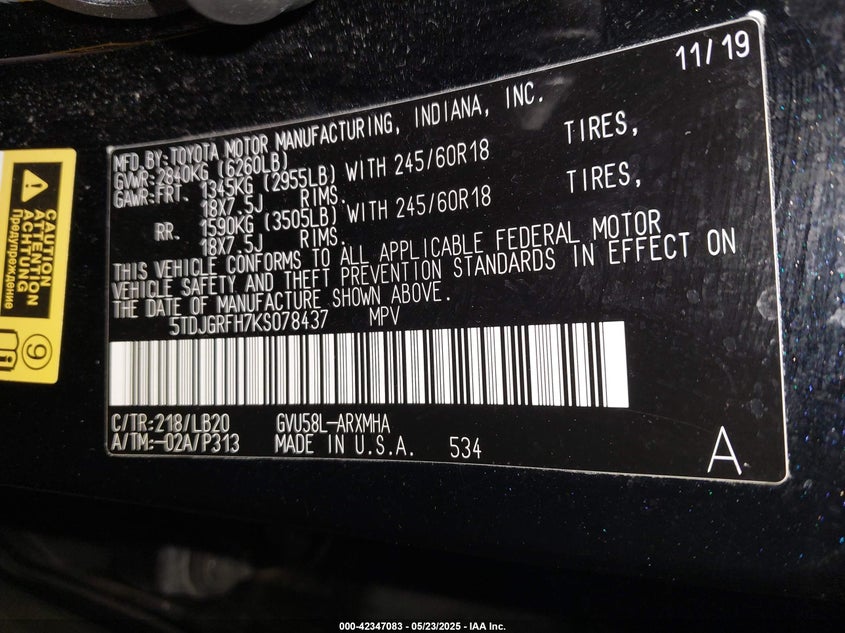 11/19
MFD.BY:TOYOTA MOTOR MANUFACTURING, INDIANA, INC.
GVWR:2840KG (6260LB)
GAWR:FRT. 1345KG (2955LB) WITH 245/60R18 TIRES,
18X7.5J RIMS.
RR. 1590KG (3505LB) WITH 245/60R18 TIRES,
18X7.5J RIMS.
THIS VEHICLE CONFORMS TO ALL APPLICABLE FEDERAL MOTOR
VEHICLE SAFETY AND THEFT PREVENTION STANDARDS IN EFFECT ON
THE DATE OF MANUFACTURE SHOWN ABOVE.
5TDJGRFH7KS078437 MPV
C/TR:218/LB20 GVU58L-ARXMHA
A/TM:-02A/P313 MADE IN U.S.A. 534
A
CAUTION
ATTENTION
ACHTUNG
Предупреждение
9
000-42347083 - 05/23/2025 - IAA Inc.